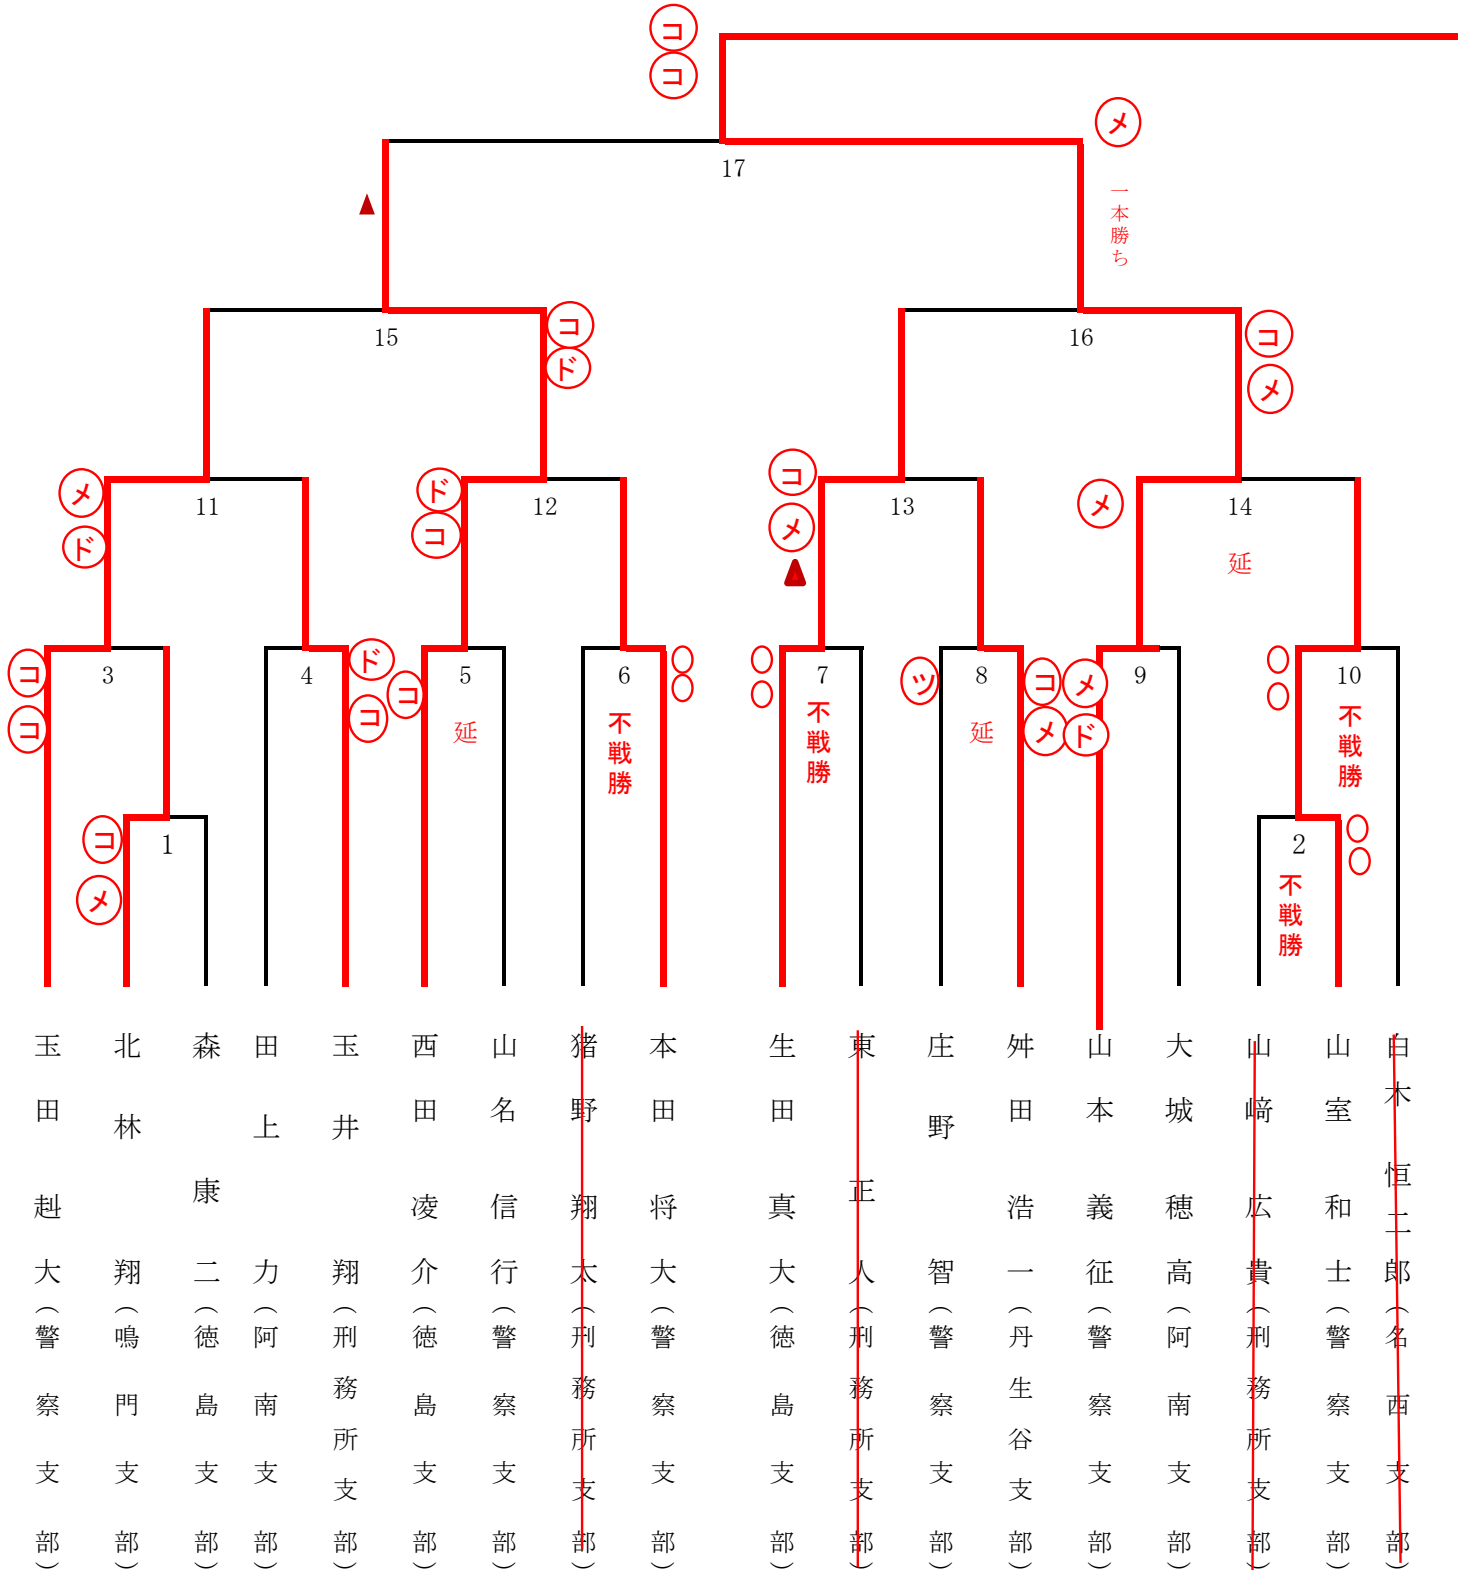 コ
コ
メ
17
一本勝ち
▲
15
コ
ド
16
コ
メ
メ
ド
11
ド
コ
12
コ
メ
▲
13
メ
14
延
コ
コ
3
4
ド
コ
コ
5
延
6
〇
〇
不戦勝
〇
〇
7
不戦勝
ツ
8
延
コ
メ
メ
ド
9
〇
〇
10
不戦勝
コ
メ
1
2
〇
〇
不戦勝
玉田赳大(警察支部)
北林翔(鳴門支部)
森康二(徳島支部)
田上力(阿南支部)
玉井翔(刑務所支部)
西田凌介(徳島支部)
山名信行(警察支部)
猪野翔太(刑務所支部)
本田将大(警察支部)
生田真大(徳島支部)
東正人(刑務所支部)
庄野智(警察支部)
舛田浩一(丹生谷支部)
山本義征(警察支部)
大城穂高(阿南支部)
山﨑広貴(刑務所支部)
山室和士(警察支部)
白木恒二郎(名西支部)